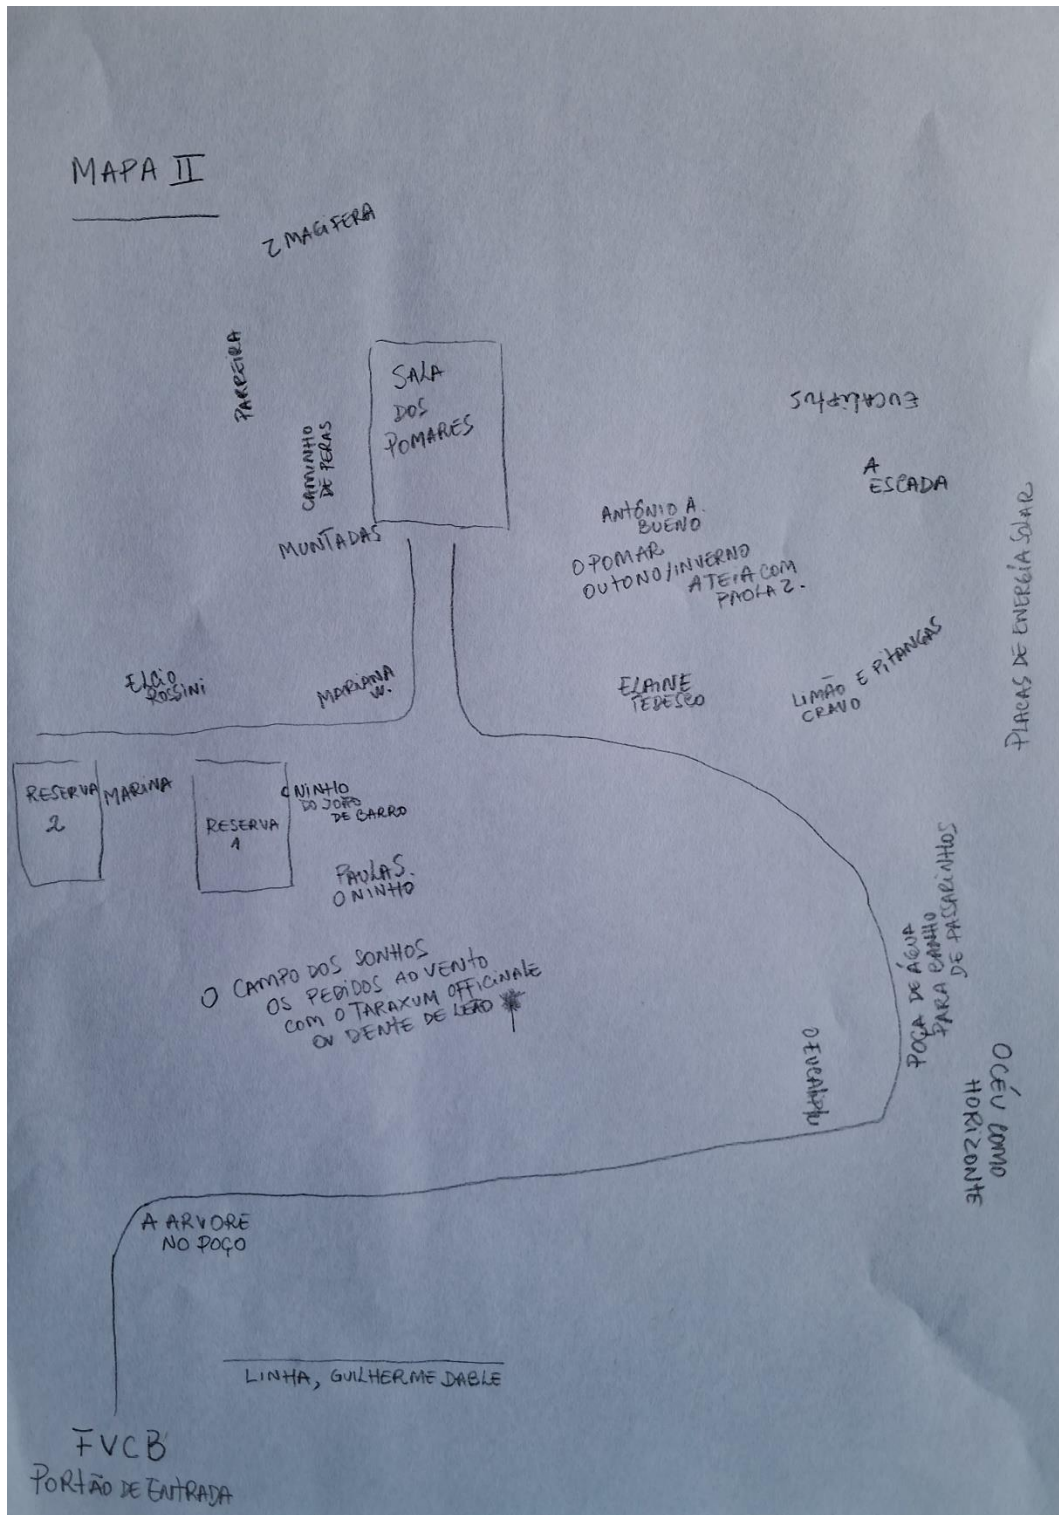 MAPA II
MAGIFERA
PARREIRA
CAMINHO
DE PERAS
SALA
DOS
POMARES
MUNTADAS
EUCALIPTUS
A
ESCADA
PLACAS DE ENERGÍA SOLAR
ANTÔNIO A.
BUENO
O POMAR
OUTONO/INVERNO
A TEIA COM
PAOLA Z.
ELCIO
ROSSINI
MARIANA
W.
ELAINE
TEDESCO
LIMÃO E PITANGAS
CRAVO
RESERVA
2
MARINA
RESERVA
1
NINHO
DO JOÃO
DE BARRO
PAULA S.
O NINHO
O CAMPO DOS SONHOS
OS PEDIDOS AO VENTO
COM O TARAXUM OFFICINALE
OU DENTE DE LEÃO
POÇA DE ÁGUA
PARA BANHO
DE PASSARINHOS
O EUCALIPTU
O CÉU COMO
HORIZONTE
A ARVORE
NO POÇO
LINHA, GUILHERME DABLE
FVCB
PORTÃO DE ENTRADA